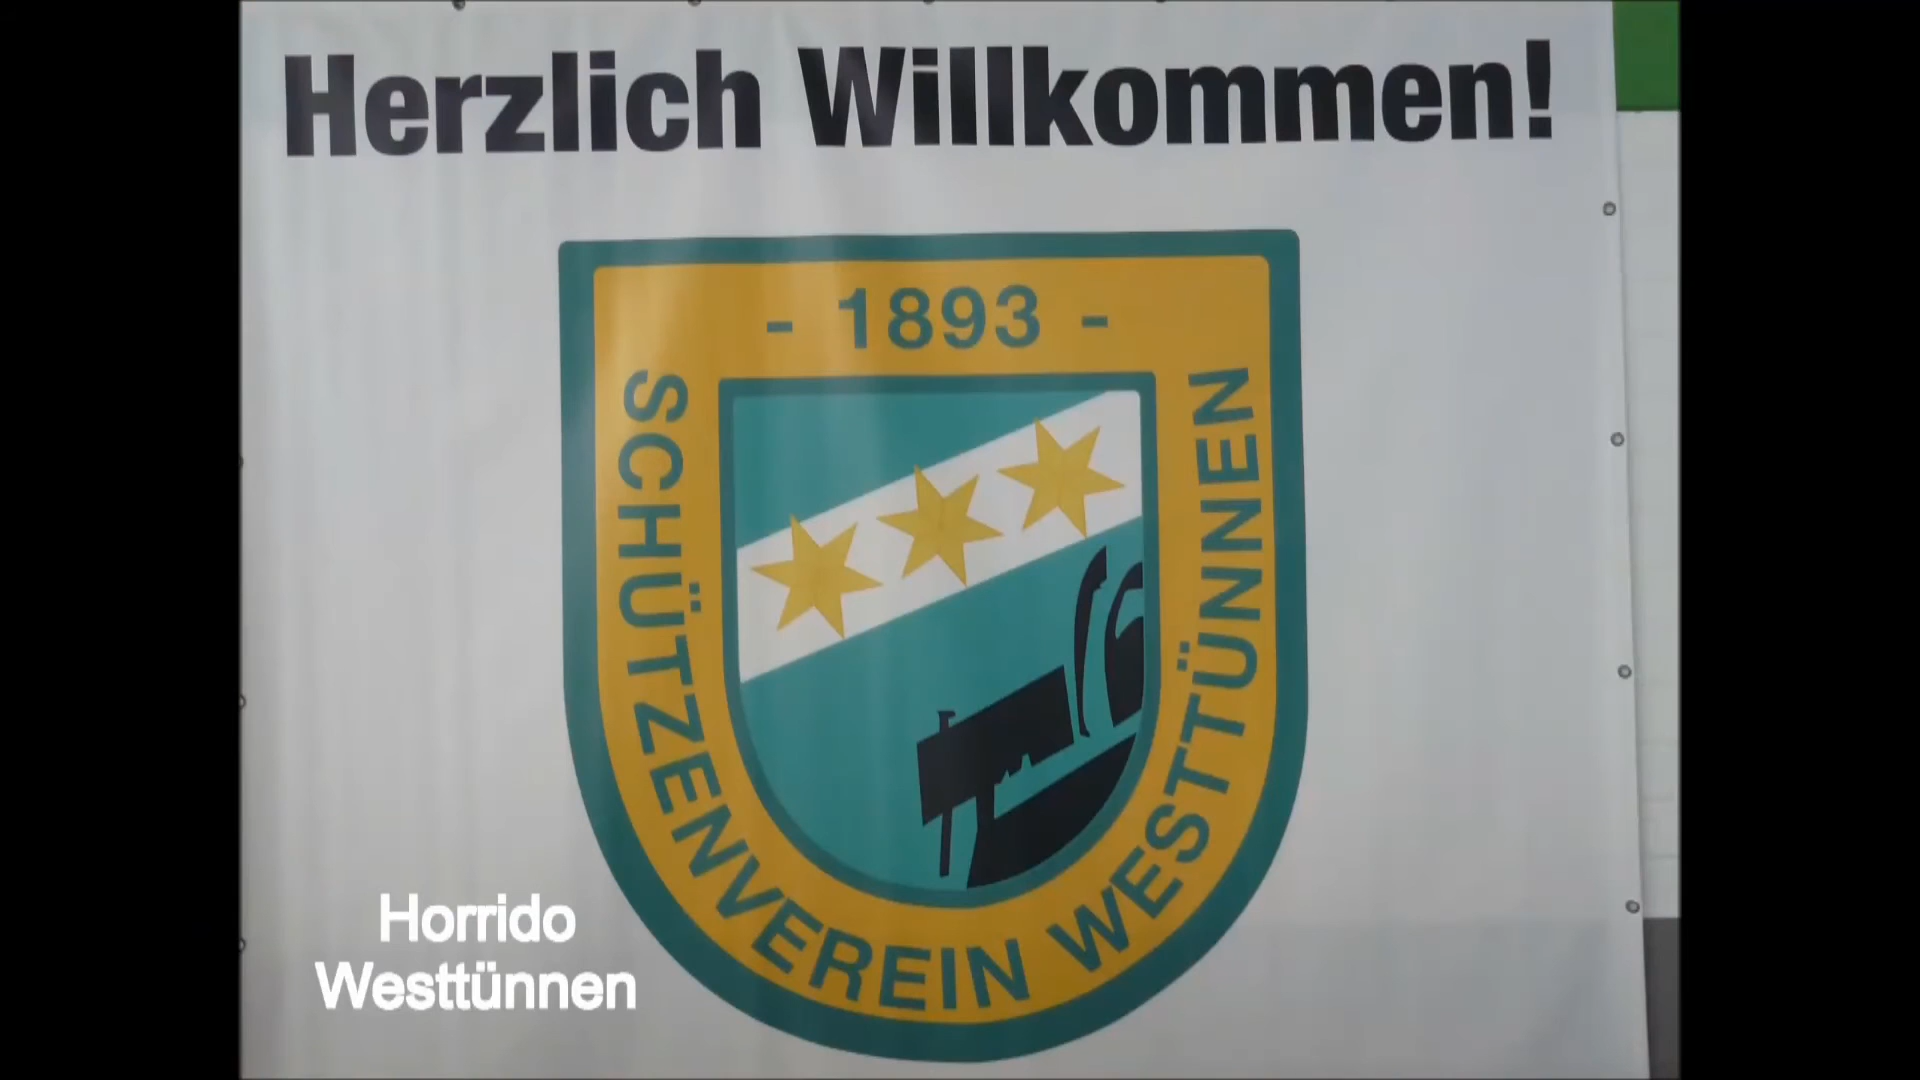 Herzlich Willkommen!
- 1893 -
SCHÜTZENVEREIN WESTTÜNNEN
Horrido
Westtünnen